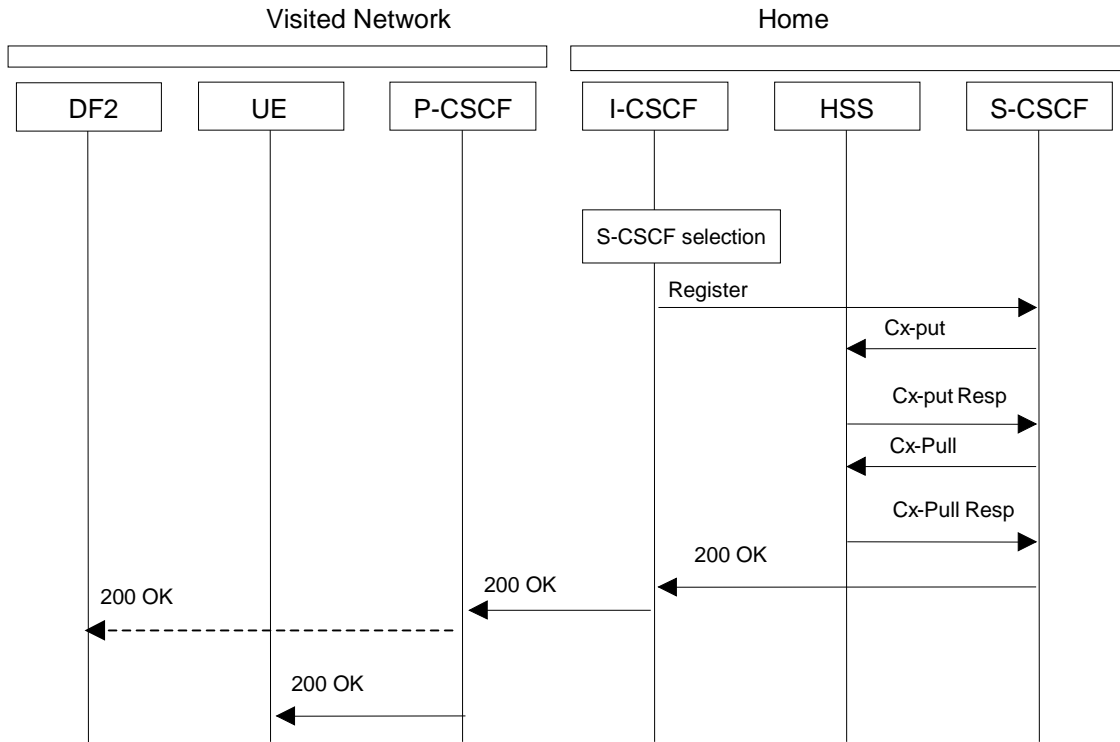 Visited Network
Home
DF2
UE
P-CSCF
I-CSCF
HSS
S-CSCF
S-CSCF selection
Register
Cx-put
Cx-put Resp
Cx-Pull
Cx-Pull Resp
200 OK
200 OK
200 OK
200 OK